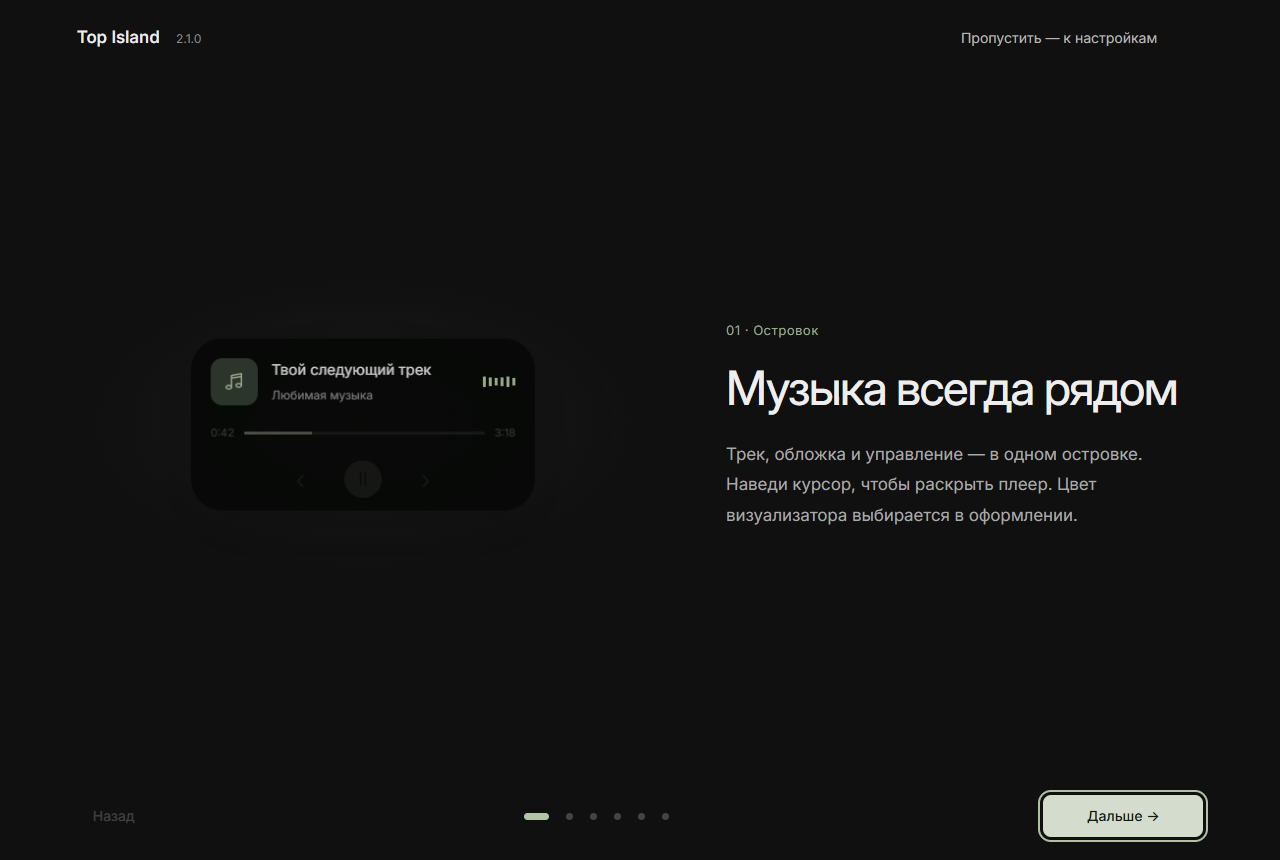 Top Island 2.1.0
Пропустить — к настройкам
Твой следующий трек
Любимая музыка
0:42 3:18
01 · Островок
Музыка всегда рядом
Трек, обложка и управление — в одном островке.
Наведи курсор, чтобы раскрыть плеер. Цвет
визуализатора выбирается в оформлении.
Назад
Дальше →